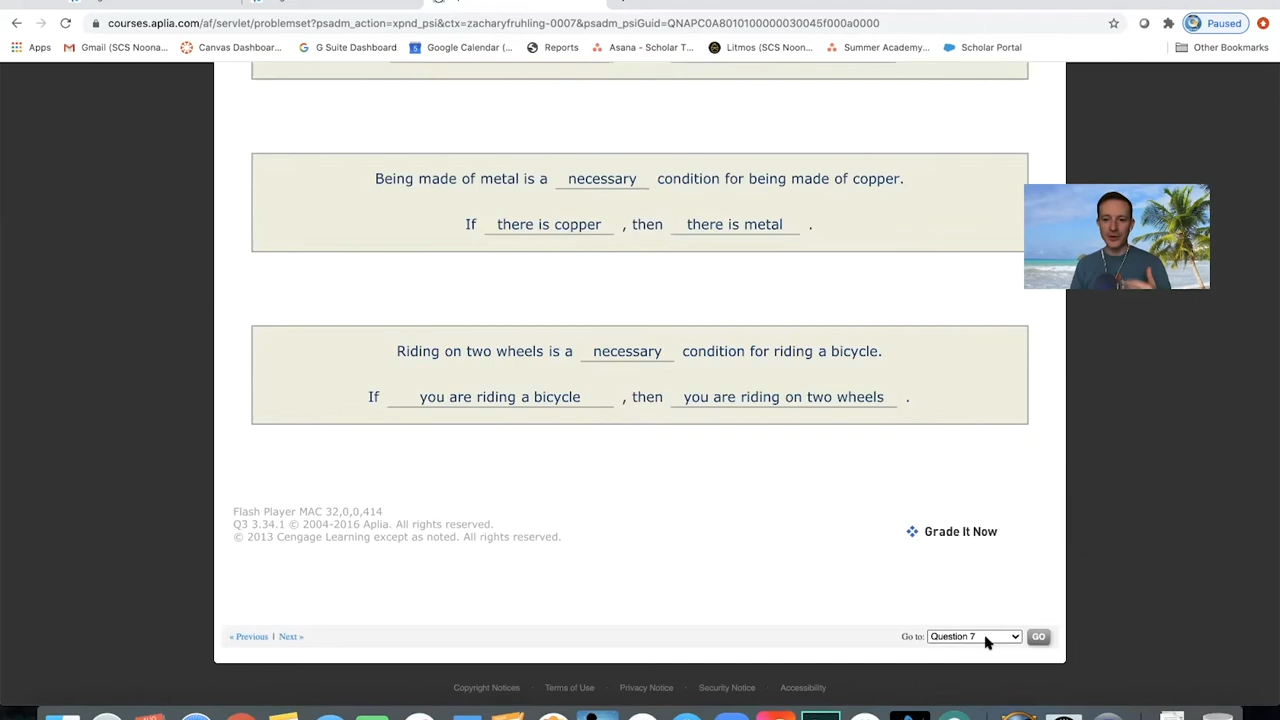 courses.aplia.com/af/servlet/problemset?psadm_action=xpnd_psi&ctx=zacharyfruhling-0007&psadm_psiGuid=QNAPC0A8010100000030045f000a0000
Paused
Apps
Gmail (SCS Noona...
Canvas Dashboar...
G Suite Dashboard
Google Calendar (...
Reports
Asana - Scholar T...
Litmos (SCS Noon...
Summer Academy...
Scholar Portal
Other Bookmarks
Being made of metal is a necessary condition for being made of copper.
If there is copper , then there is metal .
Riding on two wheels is a necessary condition for riding a bicycle.
If you are riding a bicycle , then you are riding on two wheels .
Flash Player MAC 32,0,0,414
Q3 3.34.1 © 2004-2016 Aplia. All rights reserved.
© 2013 Cengage Learning except as noted. All rights reserved.
Grade It Now
« Previous | Next »
Go to: Question 7 GO
Copyright Notices · Terms of Use · Privacy Notice · Security Notice · Accessibility